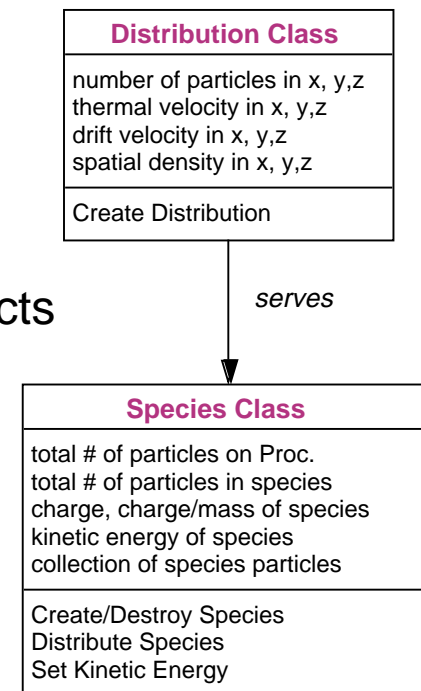 Distribution Class
number of particles in x, y,z
thermal velocity in x, y,z
drift velocity in x, y,z
spatial density in x, y,z
Create Distribution
cts
serves
Species Class
total # of particles on Proc.
total # of particles in species
charge, charge/mass of species
kinetic energy of species
collection of species particles
Create/Destroy Species
Distribute Species
Set Kinetic Energy